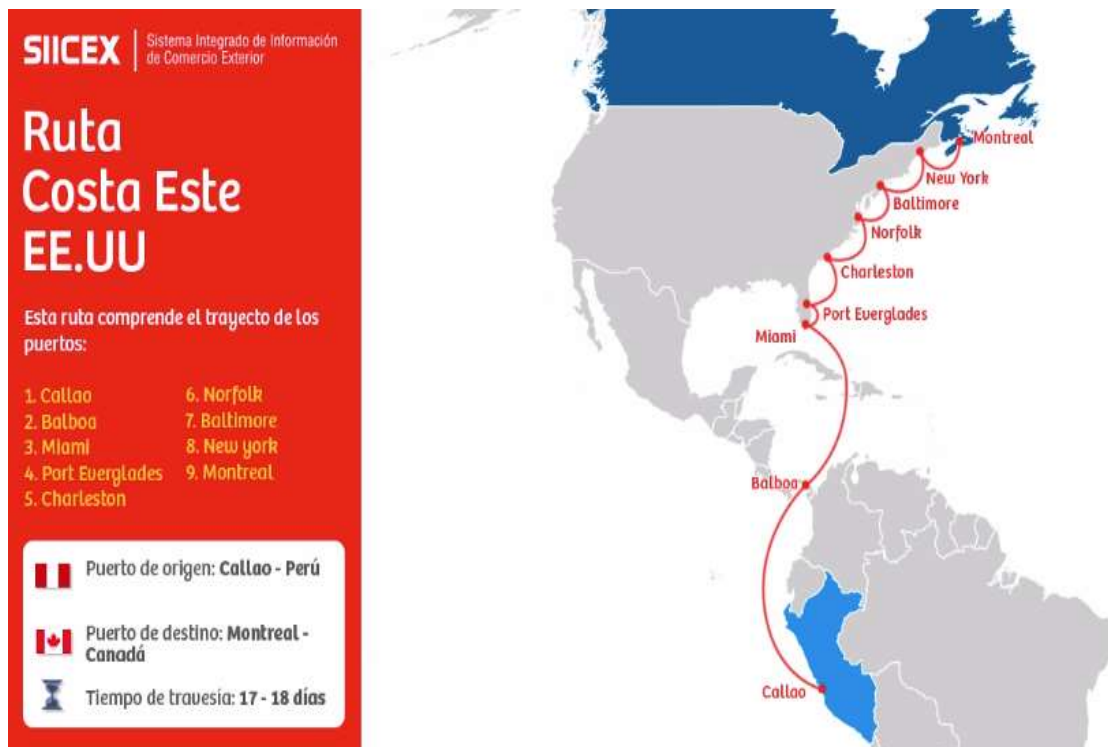 SIICEX
Sistema Integrado de Información
de Comercio Exterior
Ruta
Costa Este
EE.UU
Esta ruta comprende el trayecto de los
puertos:
1. Callao
2. Balboa
3. Miami
4. Port Everglades
5. Charleston
6. Norfolk
7. Baltimore
8. New york
9. Montreal
Puerto de origen: Callao - Perú
Puerto de destino: Montreal -
Canadá
Tiempo de travesía: 17 - 18 días
Montreal
New York
Baltimore
Norfolk
Charleston
Port Everglades
Miami
Balboa
Callao